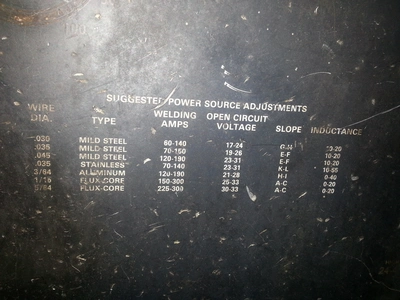 SUGGESTED POWER SOURCE ADJUSTMENTS
WIRE DIA. TYPE WELDING AMPS OPEN CIRCUIT VOLTAGE SLOPE INDUCTANCE
.030 MILD STEEL 60-140 17-24 G-H 10-20
.035 MILD STEEL 70-150 19-26 E-F 10-20
.045 MILD STEEL 120-190 23-31 E-F 10-20
.035 STAINLESS 70-140 23-31 K-L 10-55
3/64 ALUMINUM 120-190 21-28 H-I 0-40
1/16 FLUX-CORE 150-300 25-33 A-C 0-20
5/64 FLUX-CORE 225-300 30-33 A-C 0-20